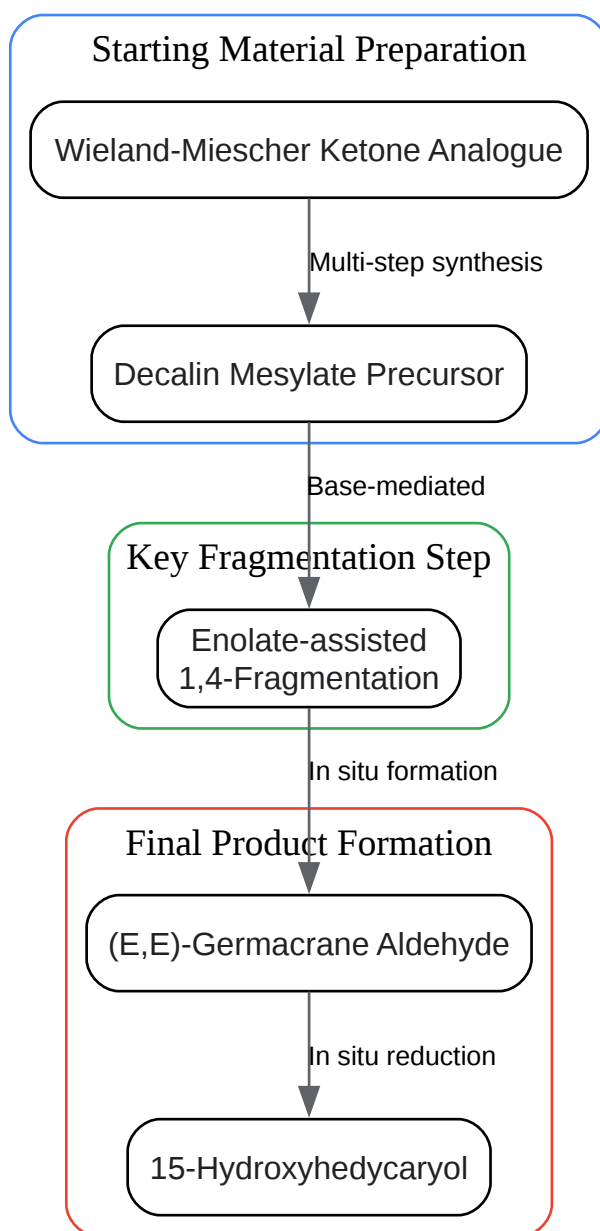 Starting Material Preparation
Wieland-Miescher Ketone Analogue
Multi-step synthesis
Decalin Mesylate Precursor
Base-mediated
Key Fragmentation Step
Enolate-assisted
1,4-Fragmentation
In situ formation
Final Product Formation
(E,E)-Germacrane Aldehyde
In situ reduction
15-Hydroxyhedycaryol